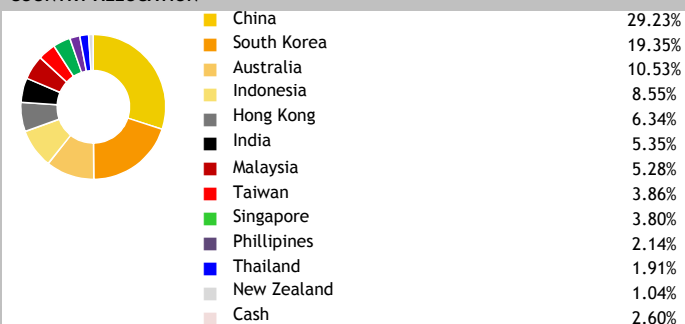 China 29.23%
South Korea 19.35%
Australia 10.53%
Indonesia 8.55%
Hong Kong 6.34%
India 5.35%
Malaysia 5.28%
Taiwan 3.86%
Singapore 3.80%
Phillipines 2.14%
Thailand 1.91%
New Zealand 1.04%
Cash 2.60%